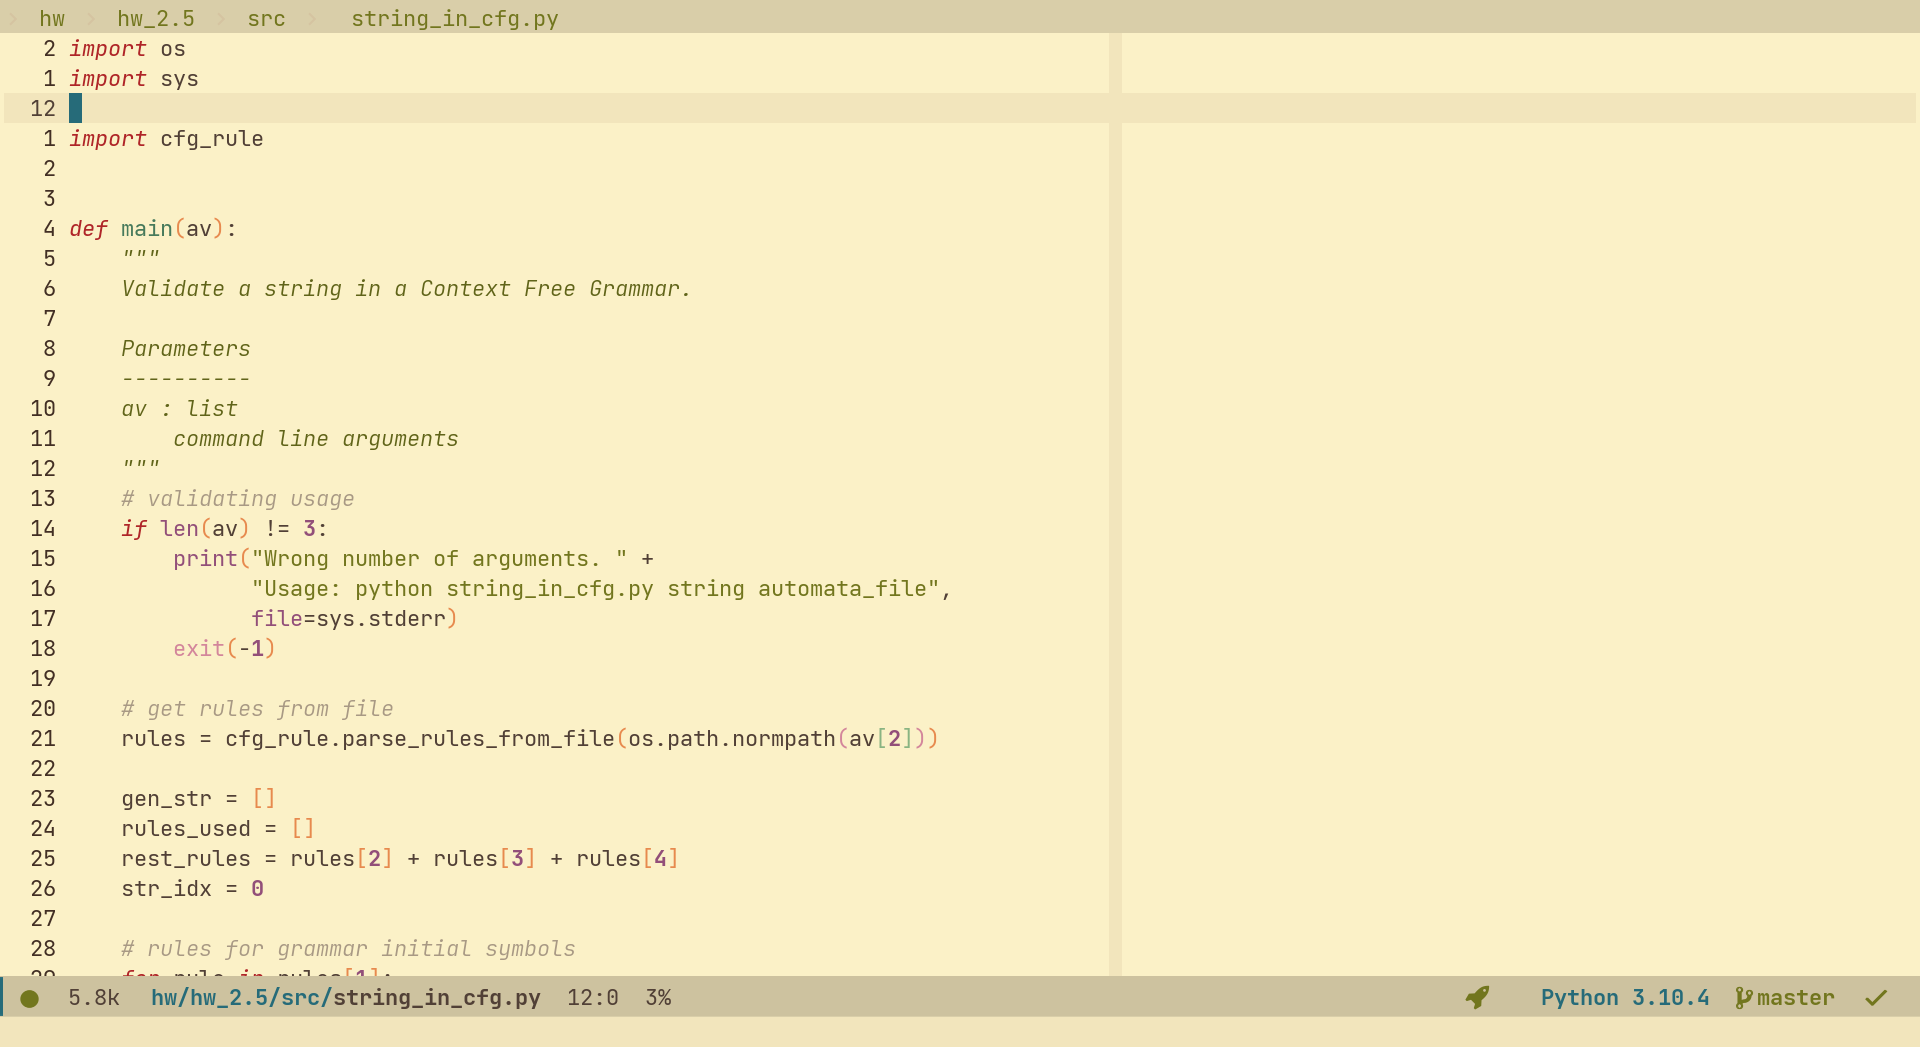 hw hw_2.5 src string_in_cfg.py
2 import os
1 import sys
12
1 import cfg_rule
2
3
4 def main(av):
5     """
6     Validate a string in a Context Free Grammar.
7
8     Parameters
9     ----------
10     av : list
11         command line arguments
12     """
13     # validating usage
14     if len(av) != 3:
15         print("Wrong number of arguments. " +
16               "Usage: python string_in_cfg.py string automata_file",
17               file=sys.stderr)
18         exit(-1)
19
20     # get rules from file
21     rules = cfg_rule.parse_rules_from_file(os.path.normpath(av[2]))
22
23     gen_str = []
24     rules_used = []
25     rest_rules = rules[2] + rules[3] + rules[4]
26     str_idx = 0
27
28     # rules for grammar initial symbols
29     for rule in rules[1]:
5.8k hw/hw_2.5/src/string_in_cfg.py 12:0 3% Python 3.10.4 master